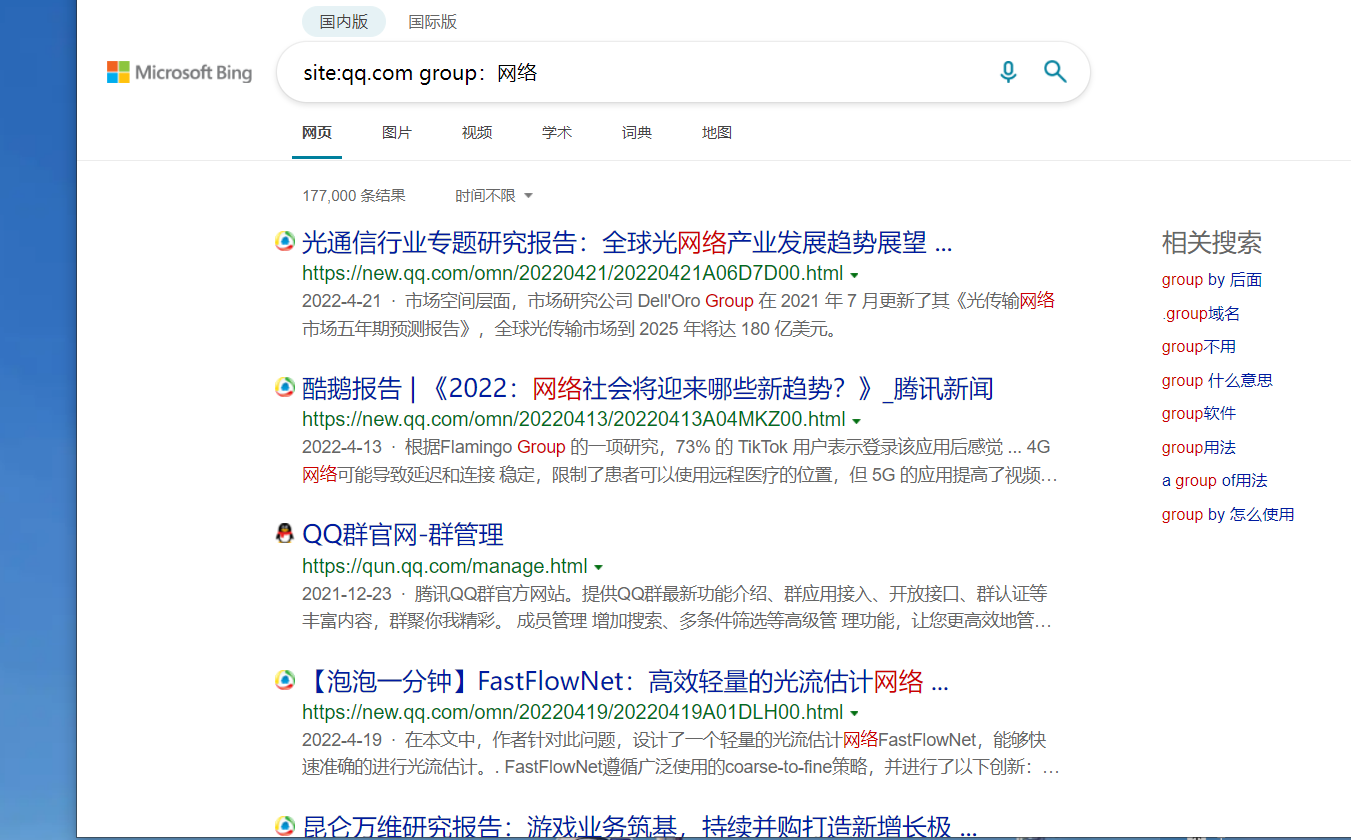 国内版 国际版
Microsoft Bing
site:qq.com group：网络
网页 图片 视频 学术 词典 地图
177,000 条结果 时间不限
光通信行业专题研究报告：全球光网络产业发展趋势展望 ...
https://new.qq.com/omn/20220421/20220421A06D7D00.html
2022-4-21 · 市场空间层面，市场研究公司 Dell'Oro Group 在 2021 年 7 月更新了其《光传输网络
市场五年期预测报告》，全球光传输市场到 2025 年将达 180 亿美元。
酷鹅报告 | 《2022：网络社会将迎来哪些新趋势？》_腾讯新闻
https://new.qq.com/omn/20220413/20220413A04MKZ00.html
2022-4-13 · 根据Flamingo Group 的一项研究，73% 的 TikTok 用户表示登录该应用后感觉 ... 4G
网络可能导致延迟和连接 稳定，限制了患者可以使用远程医疗的位置，但 5G 的应用提高了视频…
QQ群官网-群管理
https://qun.qq.com/manage.html
2021-12-23 · 腾讯QQ群官方网站。提供QQ群最新功能介绍、群应用接入、开放接口、群认证等
丰富内容，群聚你我精彩。 成员管理 增加搜索、多条件筛选等高级管 理功能，让您更高效地管…
【泡泡一分钟】FastFlowNet：高效轻量的光流估计网络 ...
https://new.qq.com/omn/20220419/20220419A01DLH00.html
2022-4-19 · 在本文中，作者针对此问题，设计了一个轻量的光流估计网络FastFlowNet，能够快
速准确的进行光流估计。. FastFlowNet遵循广泛使用的coarse-to-fine策略，并进行了以下创新：…
昆仑万维研究报告：游戏业务筑基，持续并购打造新增长极 ...
相关搜索
group by 后面
.group域名
group不用
group 什么意思
group软件
group用法
a group of用法
group by 怎么使用